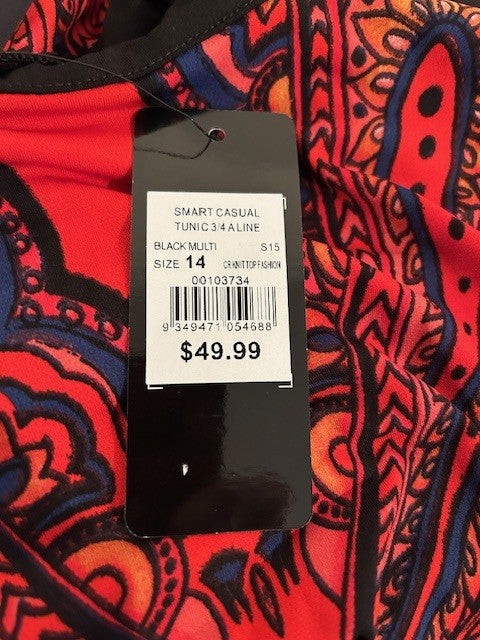 SMART CASUAL
TUNIC 3/4 A LINE
BLACK MULTI S15
SIZE 14 CR KNIT TOP FASHION
00103734
9 349471 054688
$49.99